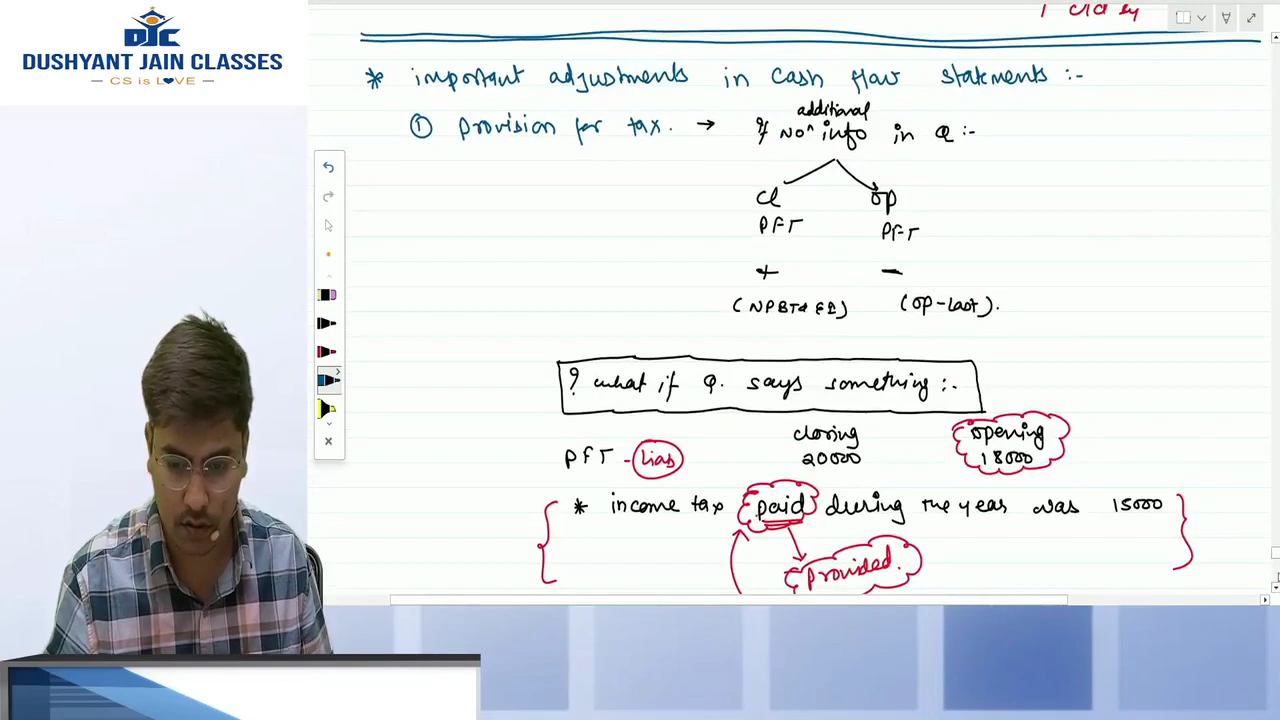 DJC
DUSHYANT JAIN CLASSES
CS is LOVE
* important adjustments in cash flow statements :-
① provision for tax. → If No ^ additional info in Q :-
cl op
PFT PFT
+ -
(NPBT& EI) (op-last).
? what if Q. says something :-
closing opening
PFT - Liab 20000 18000
* income tax paid during the year was 15000
provided.